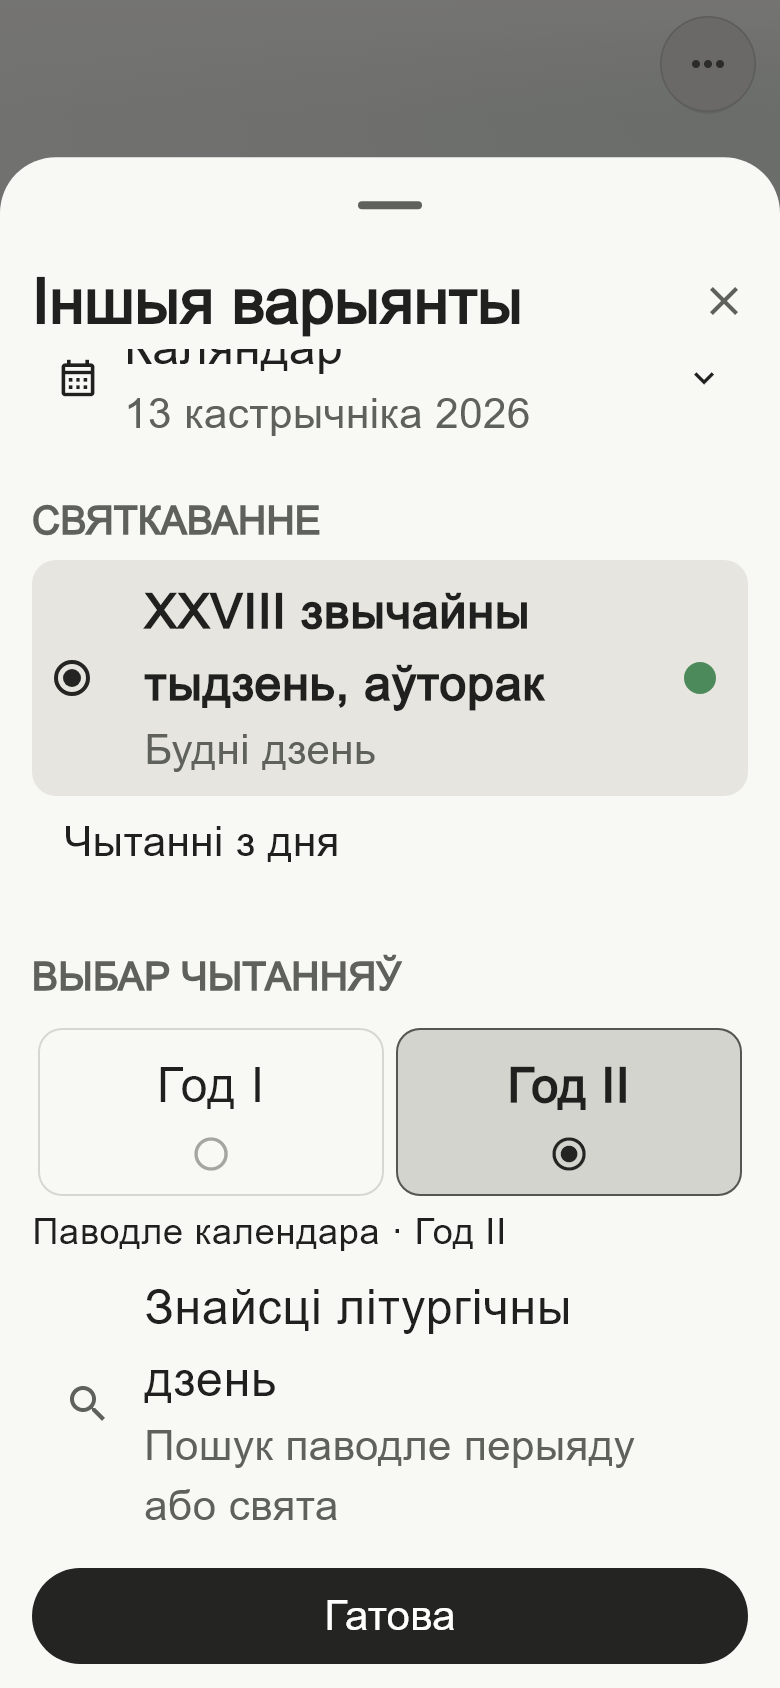 Іншыя варыянты
Каляндар
13 кастрычніка 2026
СВЯТКАВАННЕ
XXVIII звычайны
тыдзень, аўторак
Будні дзень
Чытанні з дня
ВЫБАР ЧЫТАННЯЎ
Год I
Год II
Паводле календара · Год II
Знайсці літургічны
дзень
Пошук паводле перыяду
або свята
Гатова